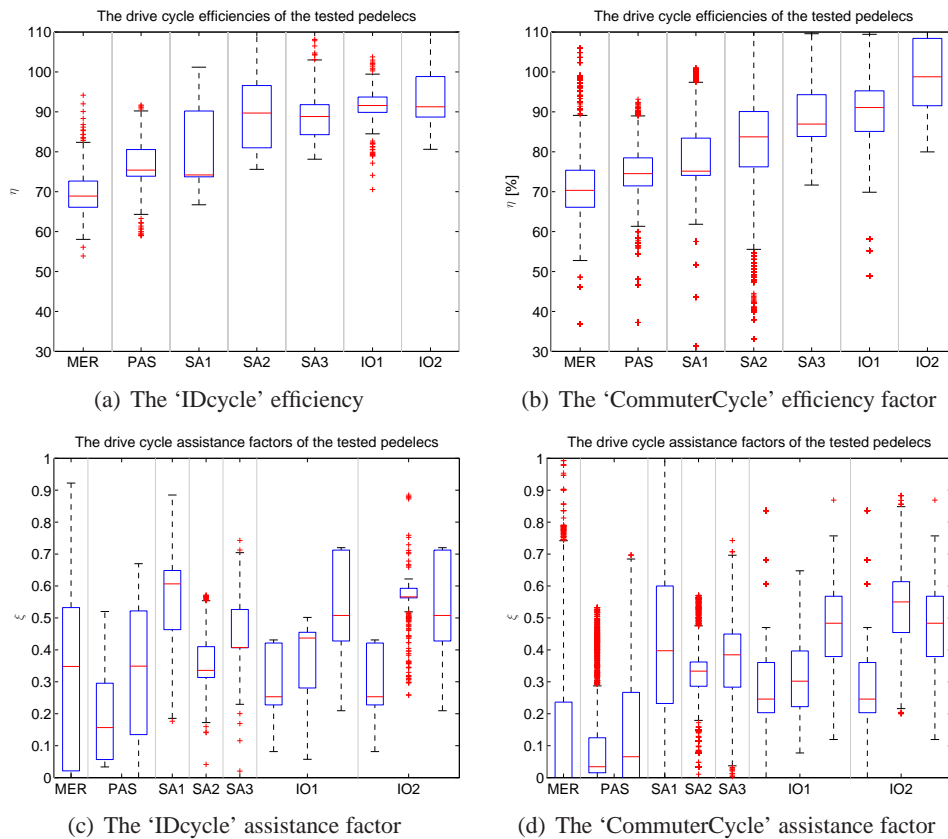 The drive cycle efficiencies of the tested pedelecs
110
100
90
80
70
60
50
40
30
η
MER PAS SA1 SA2 SA3 IO1 IO2
(a) The ‘IDcycle’ efficiency
The drive cycle efficiencies of the tested pedelecs
110
100
90
80
70
60
50
40
30
η [%]
MER PAS SA1 SA2 SA3 IO1 IO2
(b) The ‘CommuterCycle’ efficiency factor
The drive cycle assistance factors of the tested pedelecs
1
0.9
0.8
0.7
0.6
0.5
0.4
0.3
0.2
0.1
0
ξ
MER PAS SA1 SA2 SA3 IO1 IO2
(c) The ‘IDcycle’ assistance factor
The drive cycle assistance factors of the tested pedelecs
1
0.9
0.8
0.7
0.6
0.5
0.4
0.3
0.2
0.1
0
ξ
MER PAS SA1 SA2 SA3 IO1 IO2
(d) The ‘CommuterCycle’ assistance factor